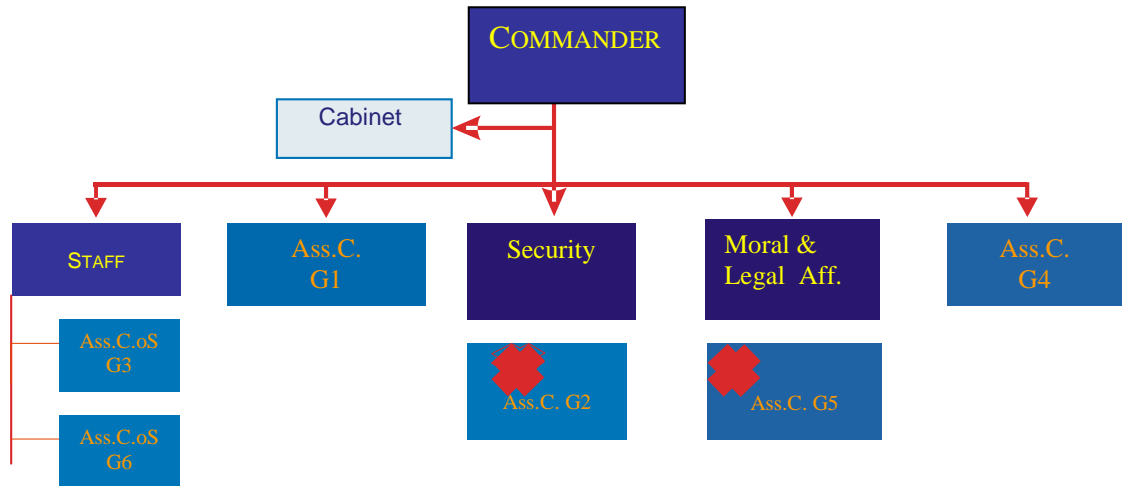 COMMANDER
Cabinet
STAFF
Ass.C.
G1
Security
Moral &
Legal Aff.
Ass.C.
G4
Ass.C.oS
G3
Ass.C. G2
Ass.C. G5
Ass.C.oS
G6